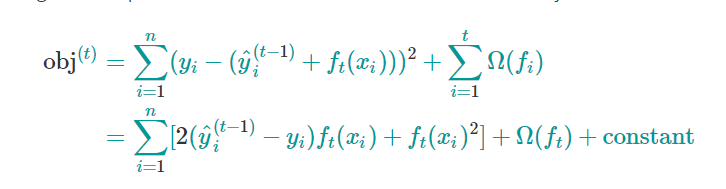 obj^{(t)} = \sum_{i=1}^{n} (y_i - (\hat{y}_i^{(t-1)} + f_t(x_i)))^2 + \sum_{i=1}^{t} \Omega(f_i)
= \sum_{i=1}^{n} [2(\hat{y}_i^{(t-1)} - y_i) f_t(x_i) + f_t(x_i)^2] + \Omega(f_t) + constant